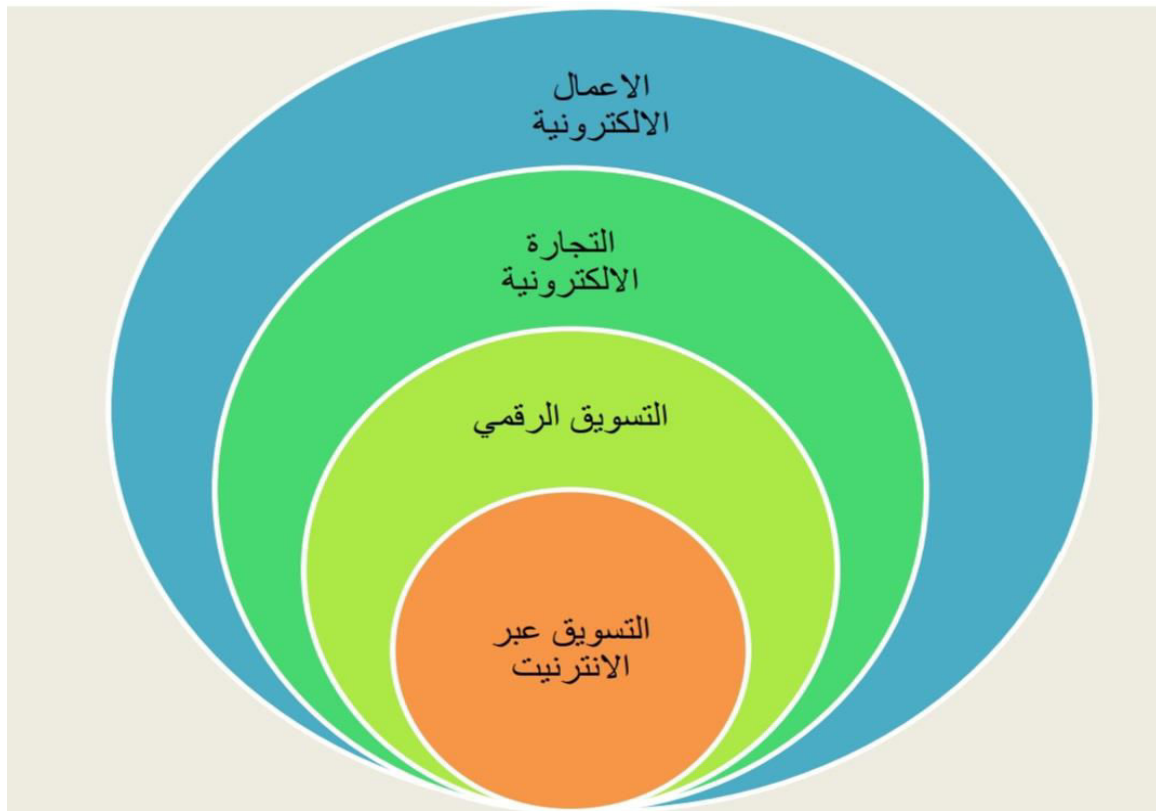 الاعمال
الالكترونية
التجارة
الالكترونية
التسويق الرقمي
التسويق عبر
الانترنيت